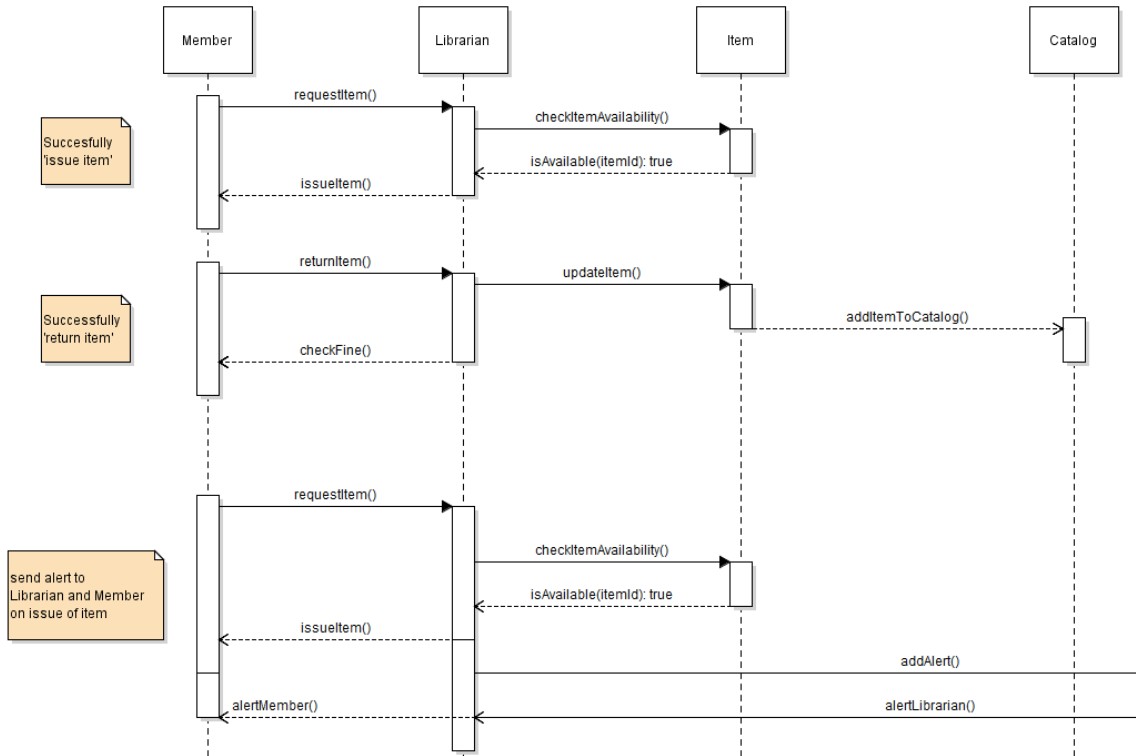 Member
Librarian
Item
Catalog
requestItem()
checkItemAvailability()
Succesfully
'issue item'
isAvailable(itemId): true
issueItem()
returnItem()
updateItem()
Successfully
'return item'
addItemToCatalog()
checkFine()
requestItem()
checkItemAvailability()
send alert to
Librarian and Member
on issue of item
isAvailable(itemId): true
issueItem()
addAlert()
alertMember()
alertLibrarian()